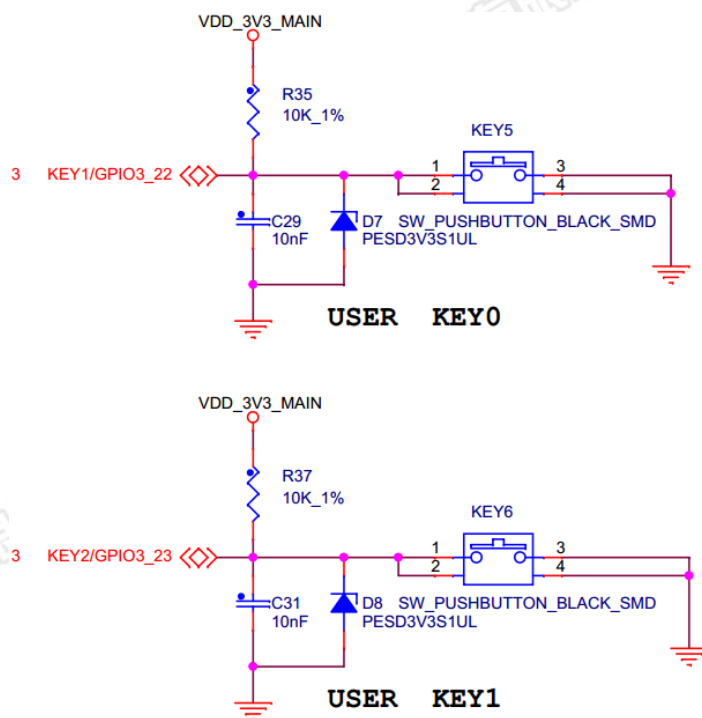 VDD_3V3_MAIN
R35
10K_1%
KEY5
3 KEY1/GPIO3_22
1
2
3
4
C29
10nF
D7 SW_PUSHBUTTON_BLACK_SMD
PESD3V3S1UL
USER KEY0
VDD_3V3_MAIN
R37
10K_1%
KEY6
3 KEY2/GPIO3_23
1
2
3
4
C31
10nF
D8 SW_PUSHBUTTON_BLACK_SMD
PESD3V3S1UL
USER KEY1